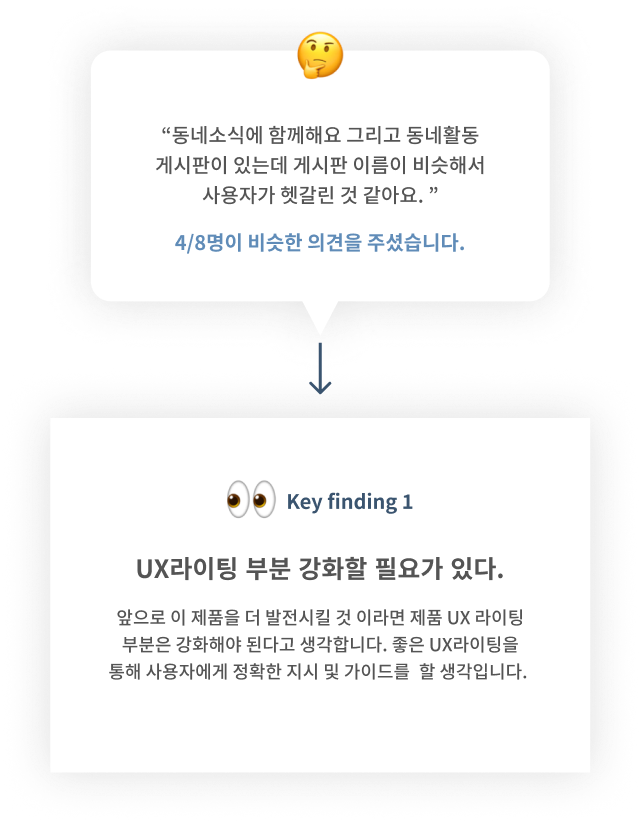 “동네소식에 함께해요 그리고 동네활동
게시판이 있는데 게시판 이름이 비슷해서
사용자가 헷갈린 것 같아요. ”
4/8명이 비슷한 의견을 주셨습니다.
Key finding 1
UX라이팅 부분 강화할 필요가 있다.
앞으로 이 제품을 더 발전시킬 것 이라면 제품 UX 라이팅
부분은 강화해야 된다고 생각합니다. 좋은 UX라이팅을
통해 사용자에게 정확한 지시 및 가이드를  할 생각입니다.